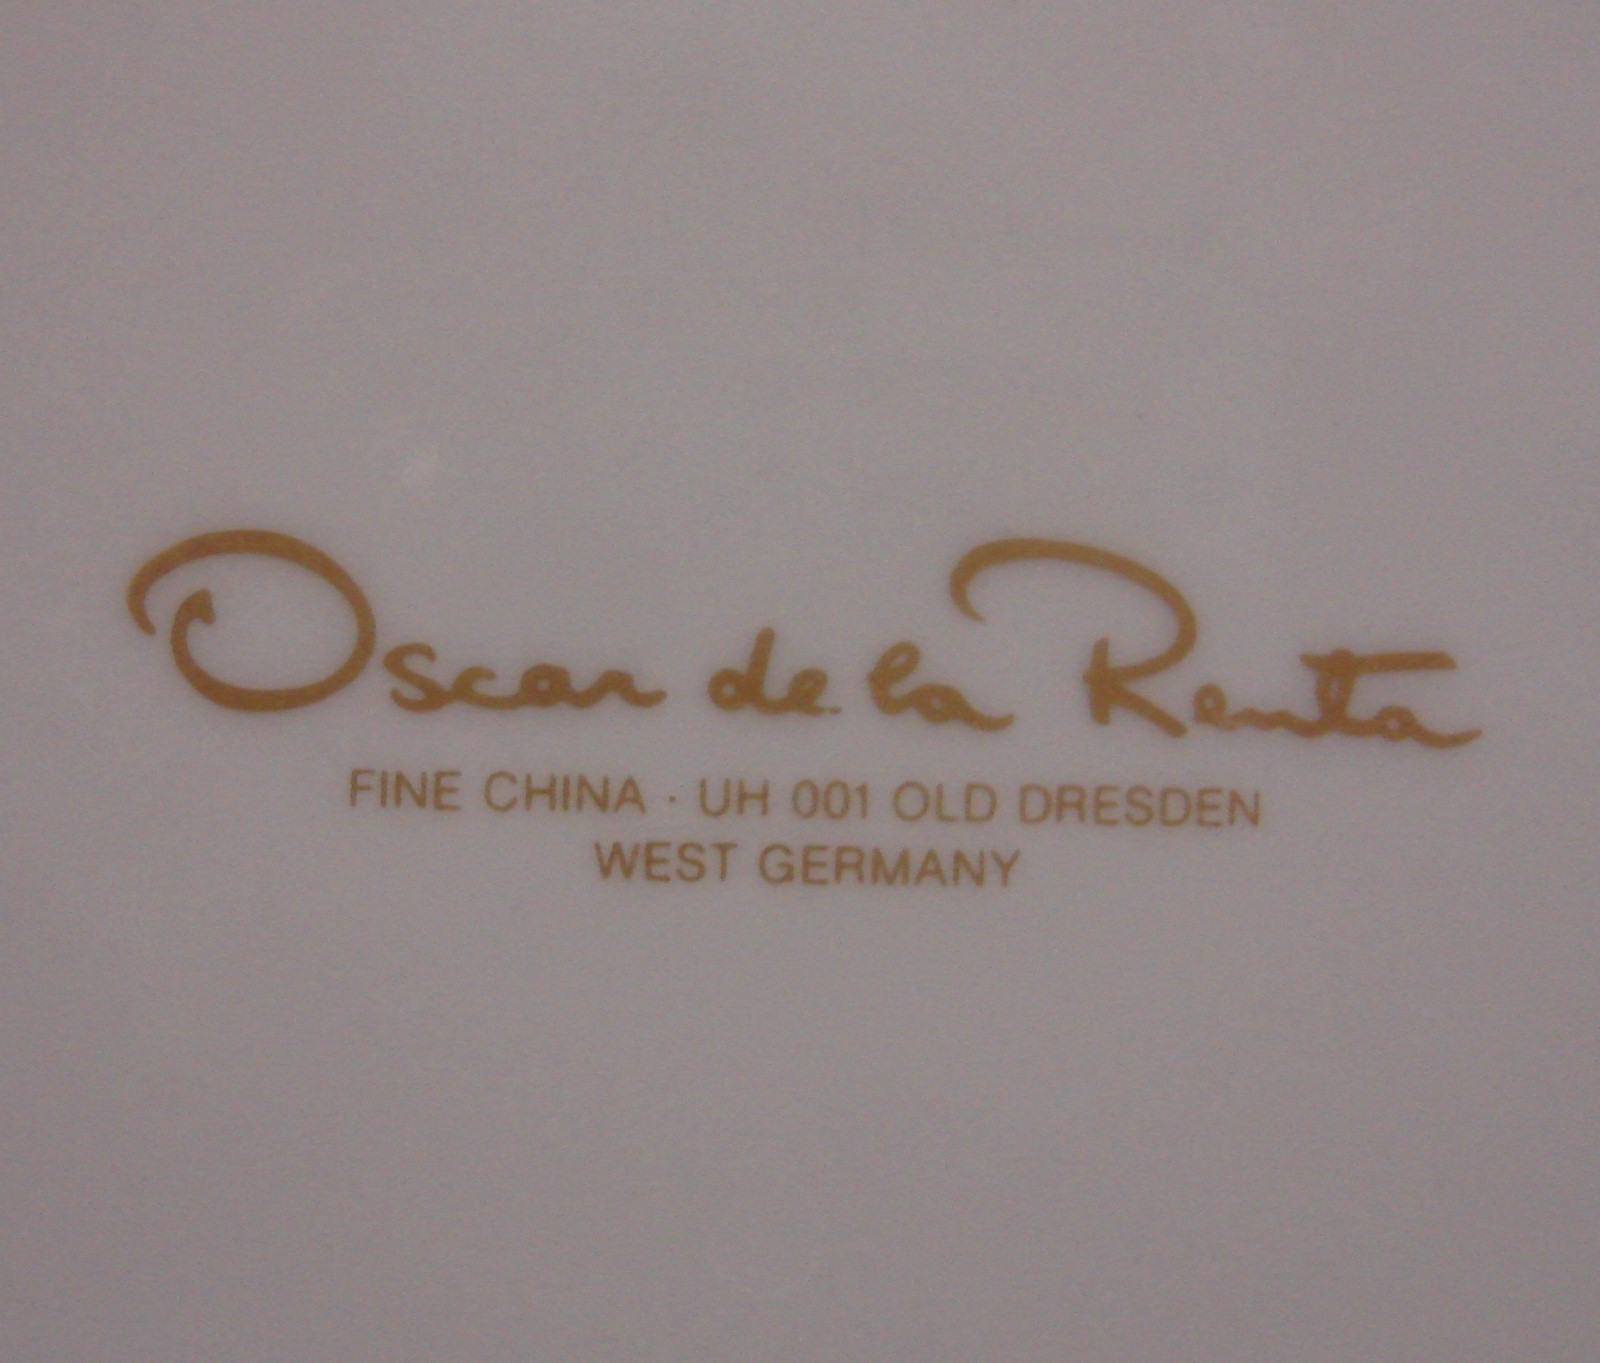 Oscar de la Renta
FINE CHINA · UH 001 OLD DRESDEN
WEST GERMANY